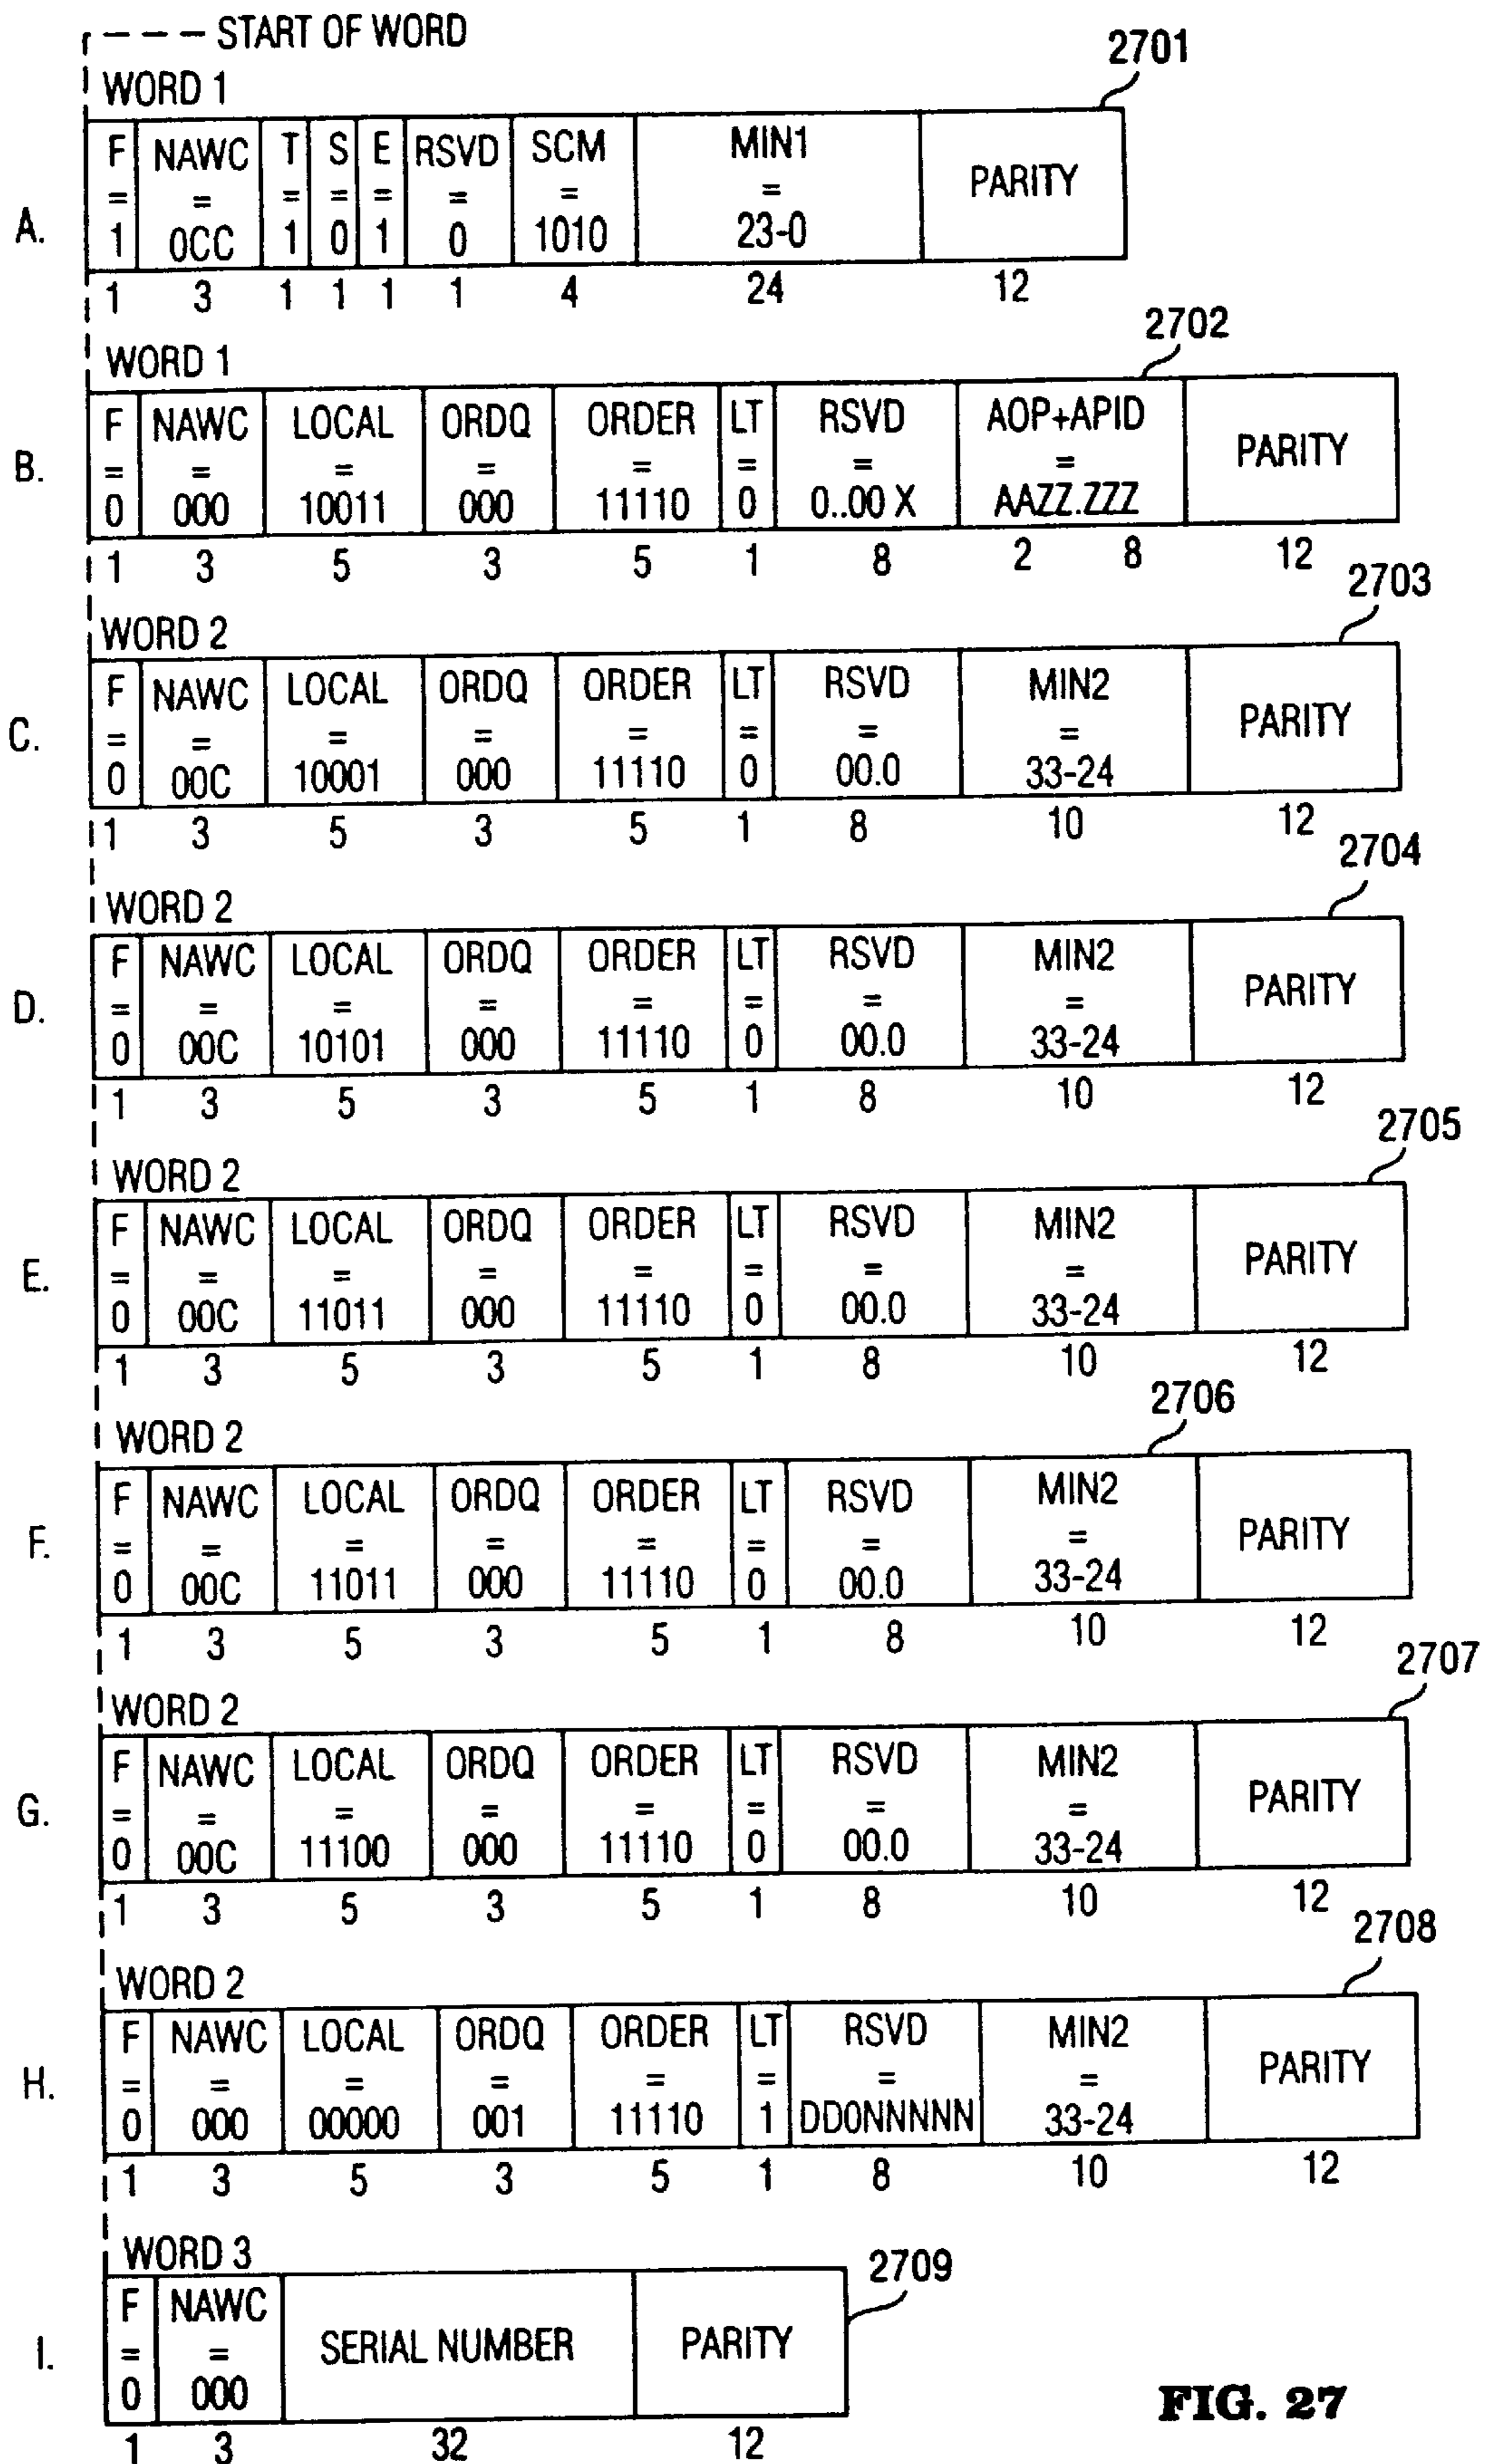 START OF WORD
2701
WORD 1
F NAWC T S E RSVD SCM MIN1 PARITY
= = = = = = = =
A. 1 0CC 1 0 1 0 1010 23-0
1 3 1 1 1 1 4 24 12
2702
WORD 1
F NAWC LOCAL ORDQ ORDER LT RSVD AOP+APID PARITY
B. = = = = = = = =
0 000 10011 000 11110 0 0..00 X AAZZ.ZZZ
1 3 5 3 5 1 8 2 8 12
2703
WORD 2
F NAWC LOCAL ORDQ ORDER LT RSVD MIN2 PARITY
C. = = = = = = = =
0 00C 10001 000 11110 0 00.0 33-24
1 3 5 3 5 1 8 10 12
2704
WORD 2
F NAWC LOCAL ORDQ ORDER LT RSVD MIN2 PARITY
D. = = = = = = = =
0 00C 10101 000 11110 0 00.0 33-24
1 3 5 3 5 1 8 10 12
2705
WORD 2
F NAWC LOCAL ORDQ ORDER LT RSVD MIN2 PARITY
E. = = = = = = = =
0 00C 11011 000 11110 0 00.0 33-24
1 3 5 3 5 1 8 10 12
2706
WORD 2
F NAWC LOCAL ORDQ ORDER LT RSVD MIN2 PARITY
F. = = = = = = = =
0 00C 11011 000 11110 0 00.0 33-24
1 3 5 3 5 1 8 10 12
2707
WORD 2
F NAWC LOCAL ORDQ ORDER LT RSVD MIN2 PARITY
G. = = = = = = = =
0 00C 11100 000 11110 0 00.0 33-24
1 3 5 3 5 1 8 10 12
2708
WORD 2
F NAWC LOCAL ORDQ ORDER LT RSVD MIN2 PARITY
H. = = = = = = = =
0 000 00000 001 11110 1 DD0NNNNN 33-24
1 3 5 3 5 1 8 10 12
WORD 3
2709
F NAWC SERIAL NUMBER PARITY
I. = =
0 000
1 3 32 12
FIG. 27